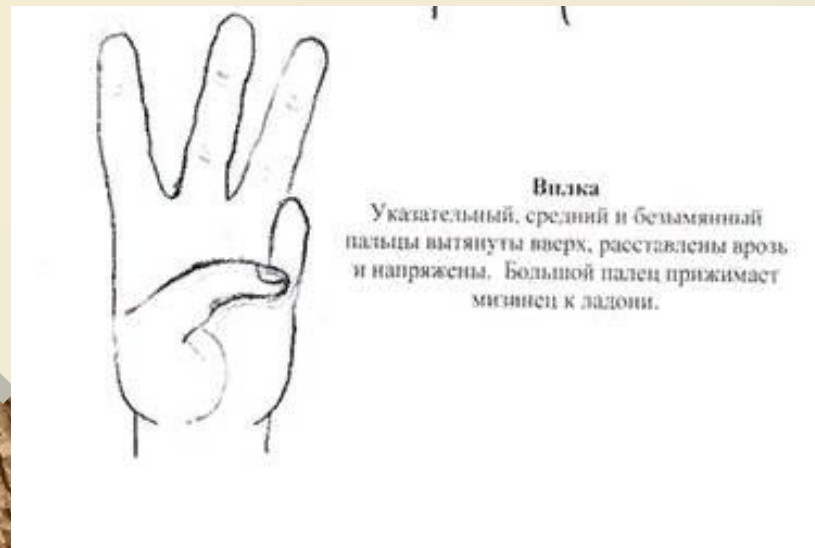 Вилка
Указательный, средний и безымянный
пальцы вытянуты вверх, расставлены врозь
и напряжены. Большой палец прижимает
мизинец к ладони.